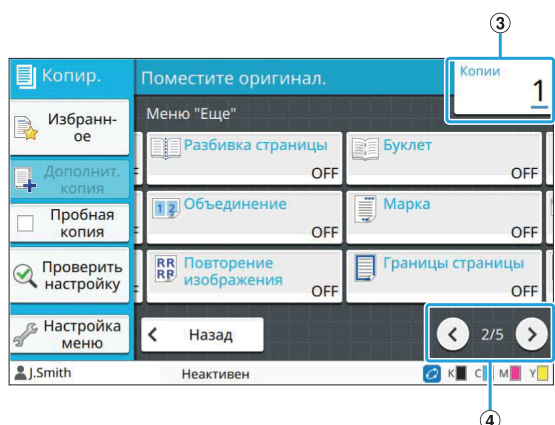 3
Копир.
Поместите оригинал.
Копии
1
Избранн-
ое
Меню "Еще"
Разбивка страницы
OFF
Буклет
OFF
Дополнит.
копия
Объединение
OFF
Марка
OFF
Пробная
копия
Проверить
настройку
RR
RR
Повторение
изображения
OFF
Границы страницы
OFF
Настройка
меню
Назад
2/5
J.Smith
Неактивен
K C M Y
4